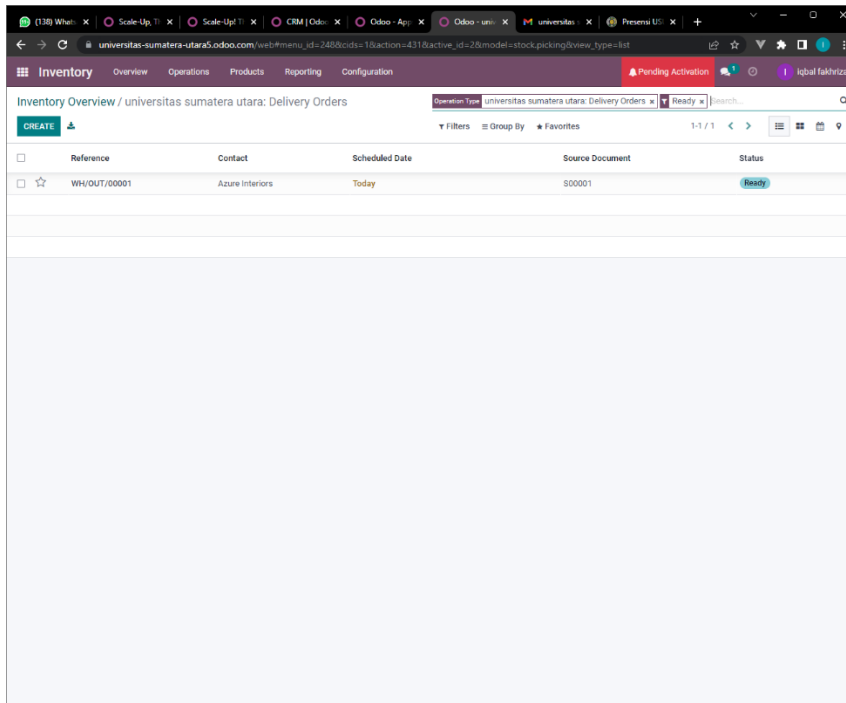 (138) Whats
Scale-Up, Th
Scale-Up! Th
CRM | Odoo
Odoo - App
Odoo - univ
universitas s
Presensi US
universitas-sumatera-utara5.odoo.com/web#menu_id=248&cids=1&action=431&active_id=2&model=stock.picking&view_type=list
Inventory Overview Operations Products Reporting Configuration Pending Activation 1 I iqbal fakhriza
Inventory Overview / universitas sumatera utara: Delivery Orders
Operation Type universitas sumatera utara: Delivery Orders x Ready x Search...
CREATE Filters Group By Favorites 1-1 / 1
Reference Contact Scheduled Date Source Document Status
WH/OUT/00001 Azure Interiors Today S00001 Ready